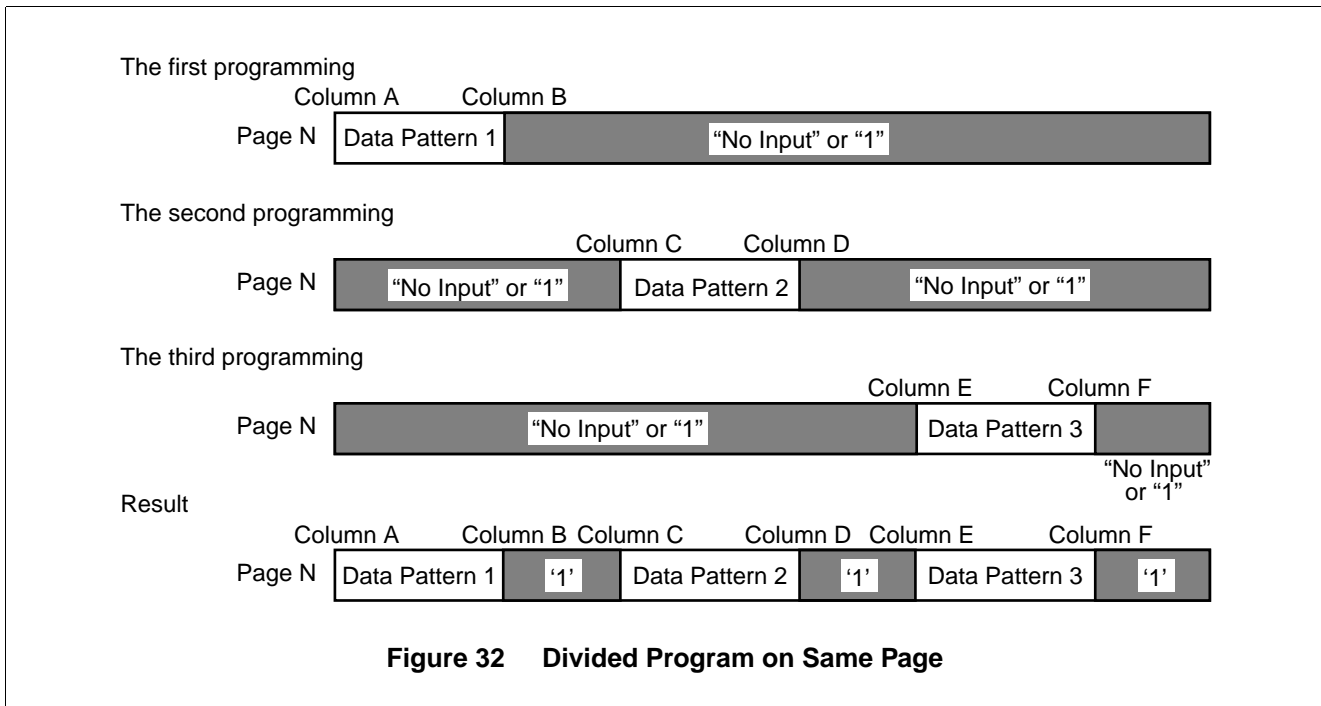 The first programming
Column A Column B
Page N Data Pattern 1 “No Input” or “1”
The second programming
Column C Column D
Page N “No Input” or “1” Data Pattern 2 “No Input” or “1”
The third programming
Column E Column F
Page N “No Input” or “1” Data Pattern 3
“No Input”
or “1”
Result
Column A Column B Column C Column D Column E Column F
Page N Data Pattern 1 ‘1’ Data Pattern 2 ‘1’ Data Pattern 3 ‘1’
Figure 32 Divided Program on Same Page